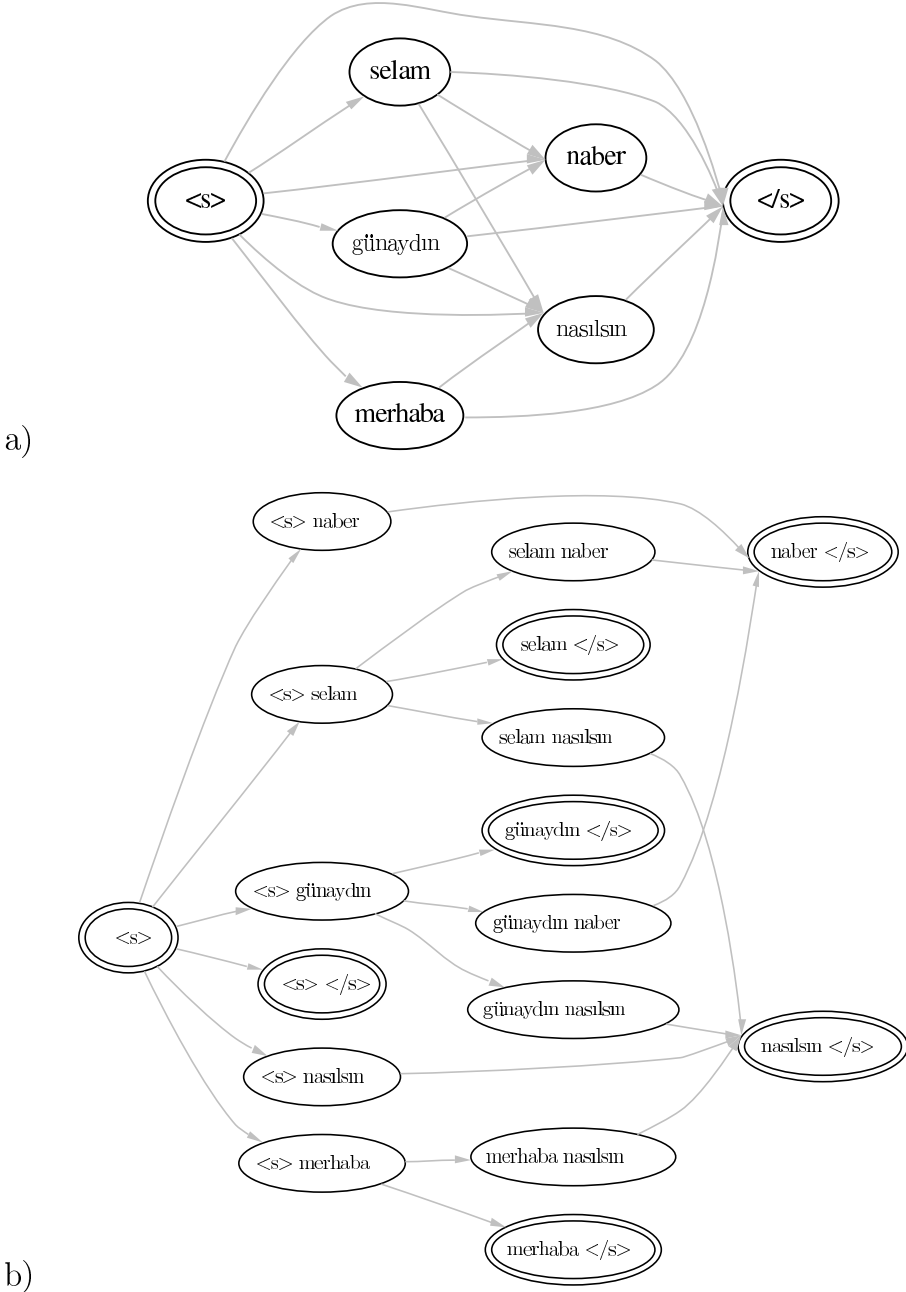 selam
naber
<s>
</s>
günaydın
nasılsın
merhaba
a)
<s> naber
selam naber
naber </s>
selam </s>
<s> selam
selam nasılsın
günaydın </s>
<s> günaydın
günaydın naber
<s>
<s> </s>
günaydın nasılsın
nasılsın </s>
<s> nasılsın
merhaba nasılsın
<s> merhaba
merhaba </s>
b)